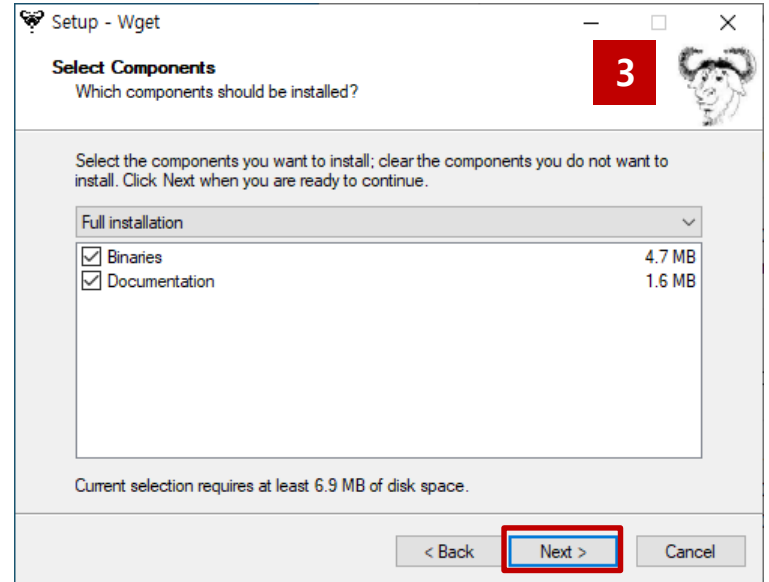 Setup - Wget
Select Components
3
Which components should be installed?
Select the components you want to install; clear the components you do not want to
install. Click Next when you are ready to continue.
Full installation
Binaries 4.7 MB
Documentation 1.6 MB
Current selection requires at least 6.9 MB of disk space.
< Back Next > Cancel